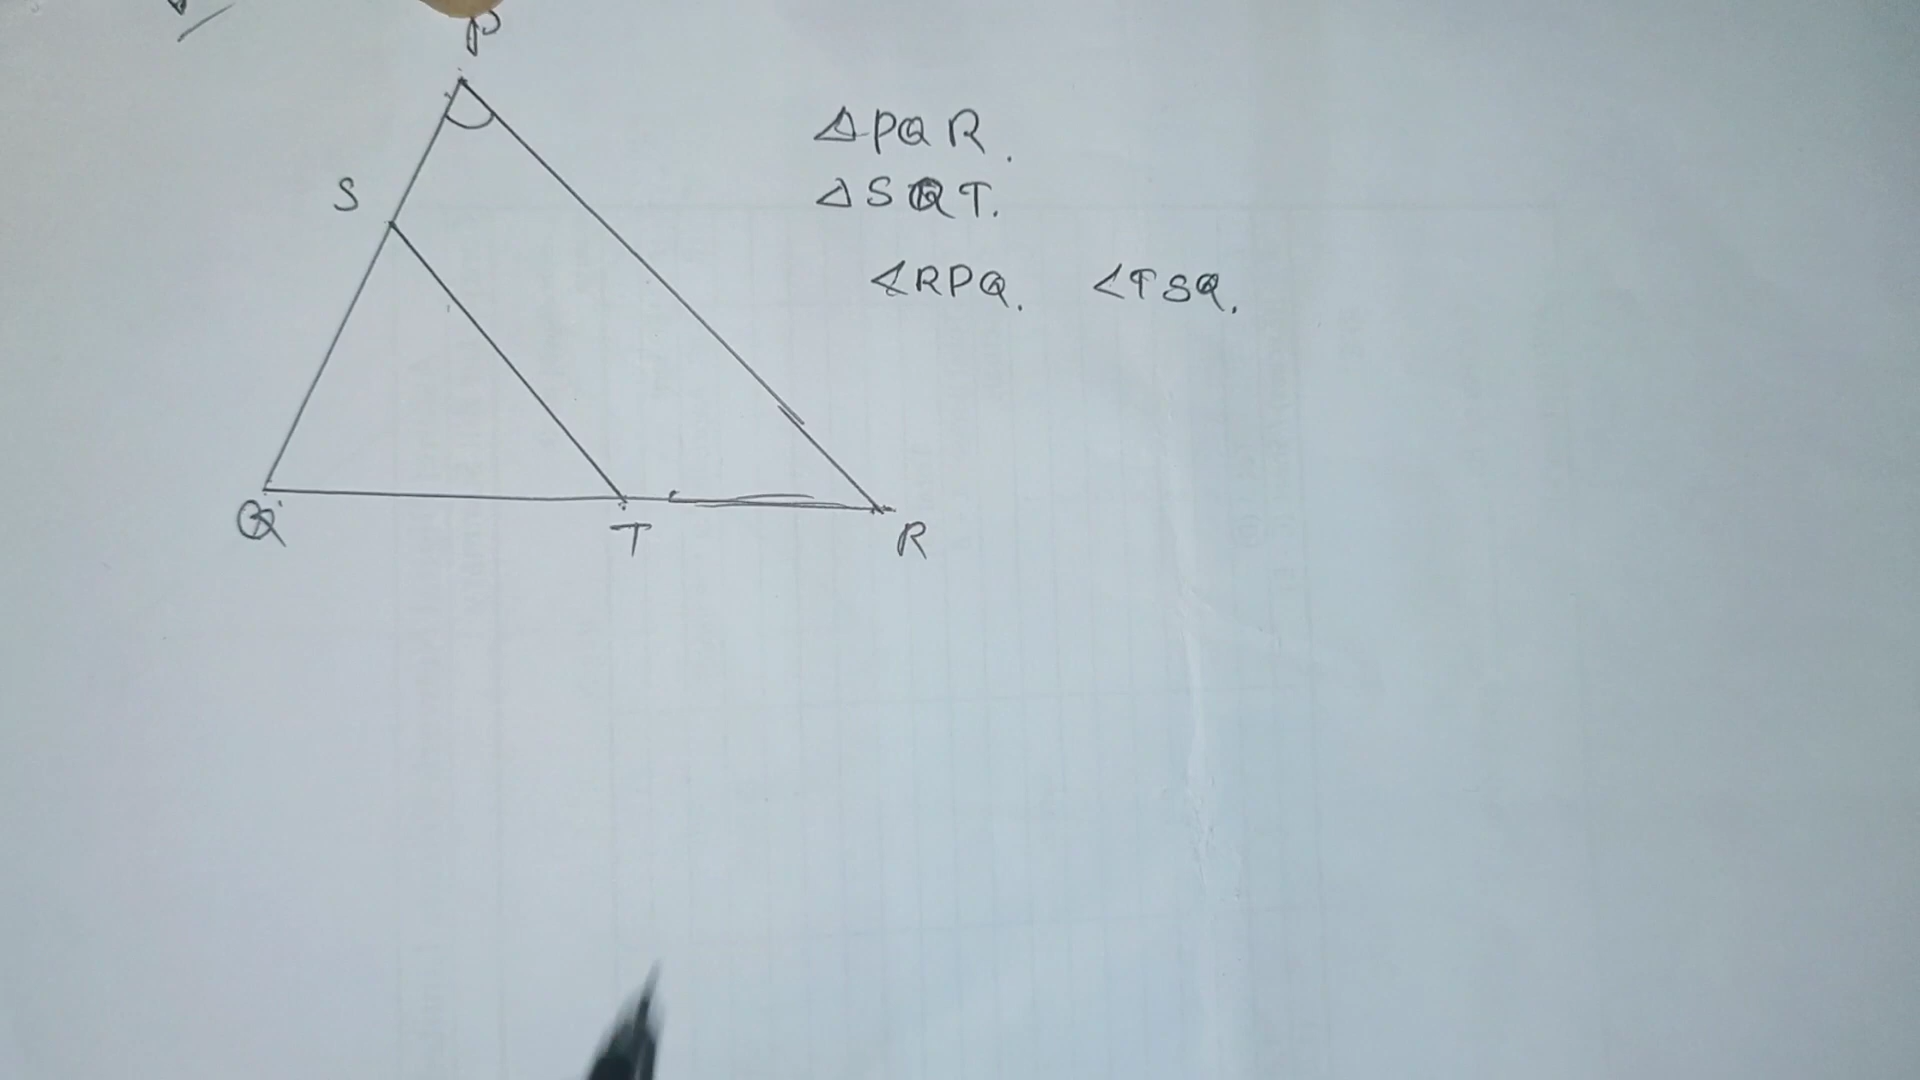 P
△PQR.
S
△SQT.
∠RPQ. ∠TSQ.
Q T R